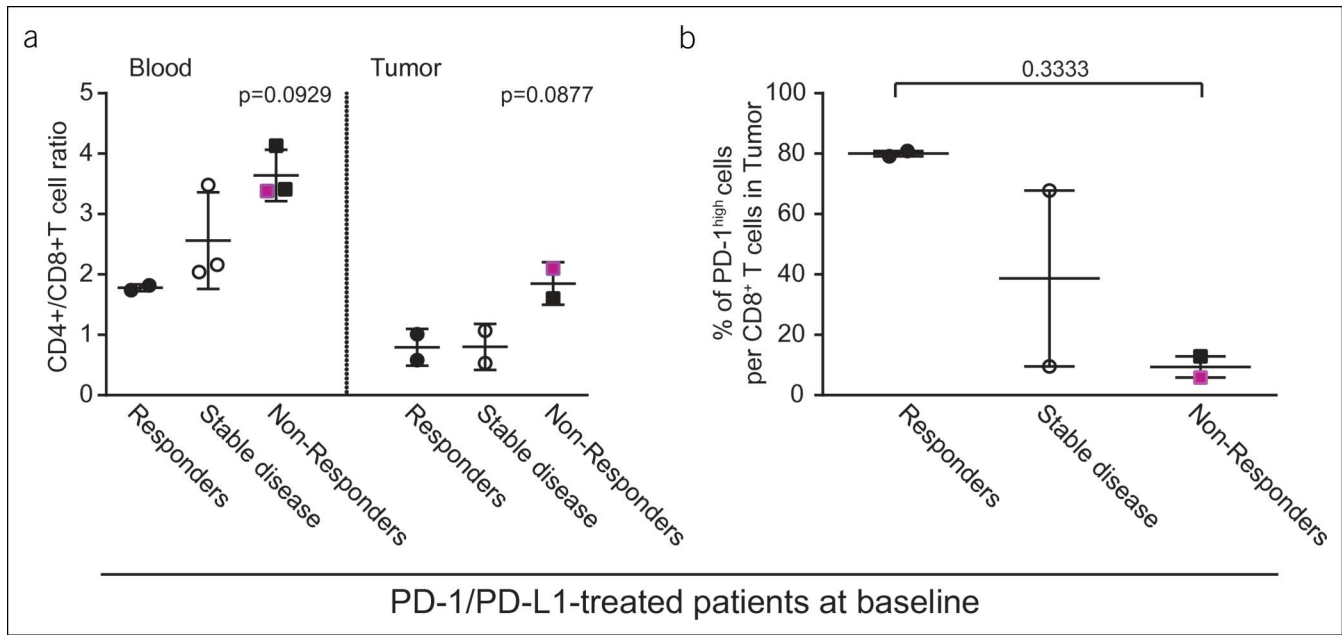 a
Blood
Tumor
p=0.0929
p=0.0877
CD4+/CD8+T cell ratio
5
4
3
2
1
0
Responders
Stable disease
Non-Responders
Responders
Stable disease
Non-Responders
b
0.3333
% of PD-1high cells
per CD8+ T cells in Tumor
100
80
60
40
20
0
Responders
Stable disease
Non-Responders
PD-1/PD-L1-treated patients at baseline